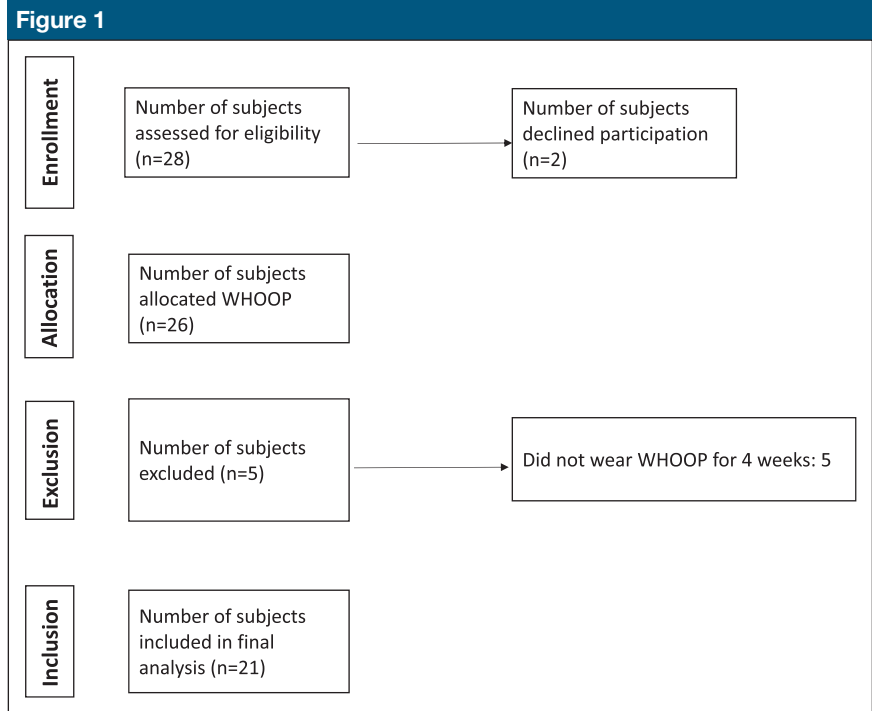 Figure 1
Enrollment
Number of subjects
assessed for eligibility
(n=28)
Number of subjects
declined participation
(n=2)
Allocation
Number of subjects
allocated WHOOP
(n=26)
Exclusion
Number of subjects
excluded (n=5)
Did not wear WHOOP for 4 weeks: 5
Inclusion
Number of subjects
included in final
analysis (n=21)